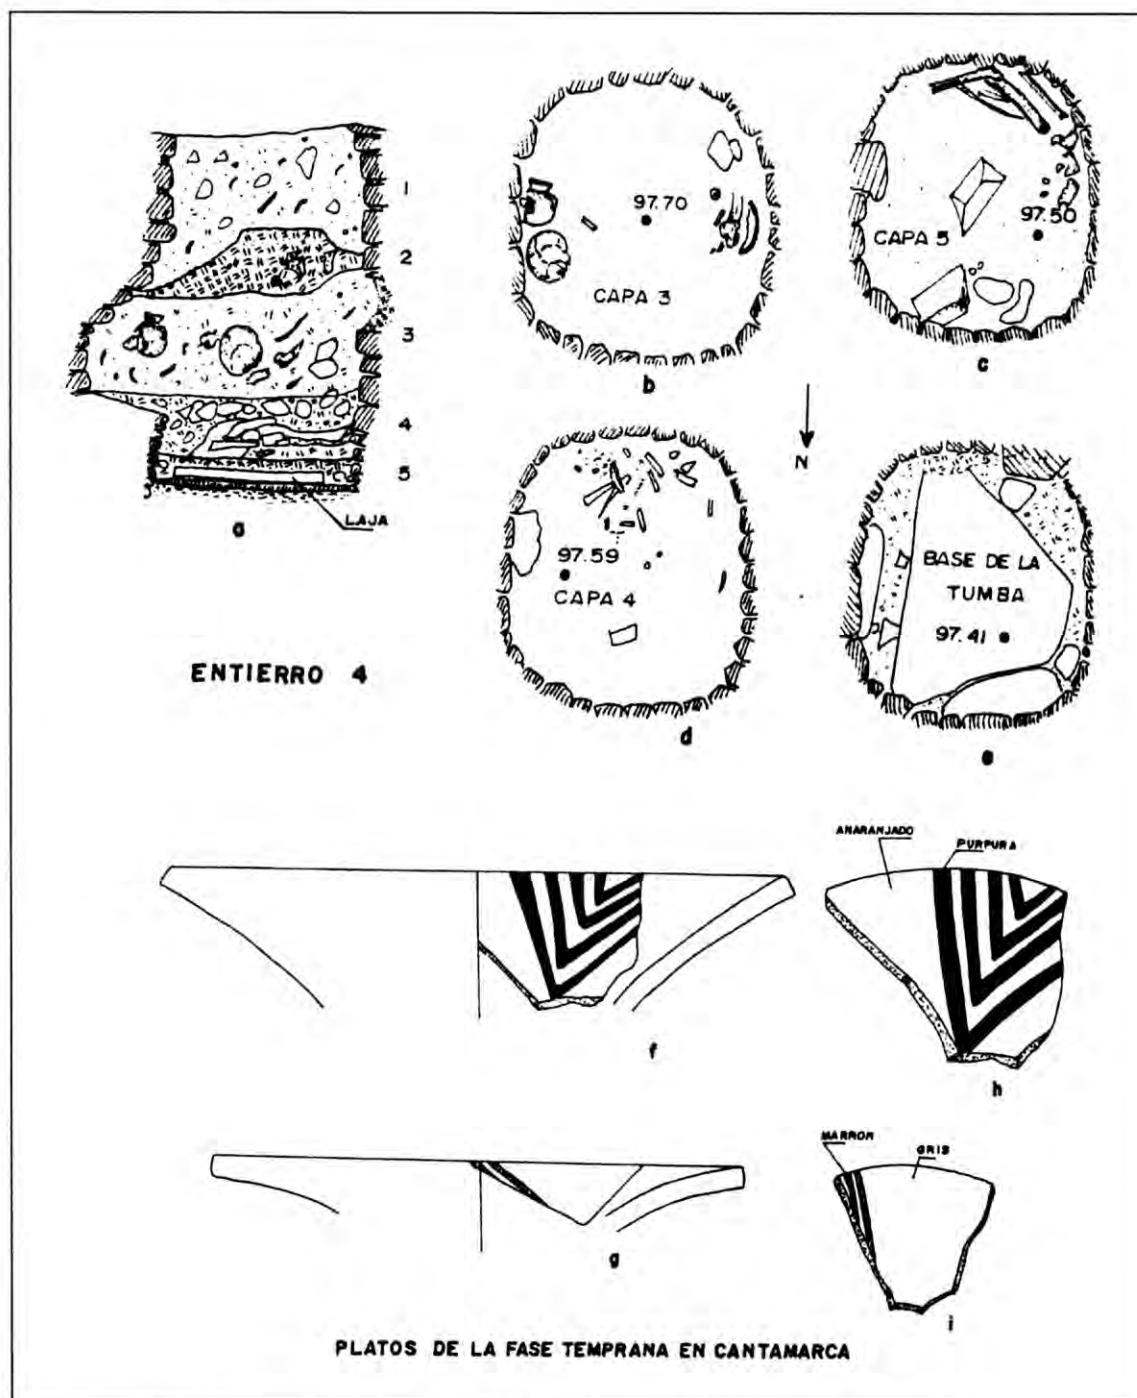 1
2
3
4
5
LAJA
a
97.70
CAPA 3
b
CAPA 5
97.50
c
N
97.59
CAPA 4
d
BASE DE LA
TUMBA
97.41
e
ENTIERRO 4
f
ANARANJADO
PURPURA
h
g
MARRON
GRIS
i
PLATOS DE LA FASE TEMPRANA EN CANTAMARCA